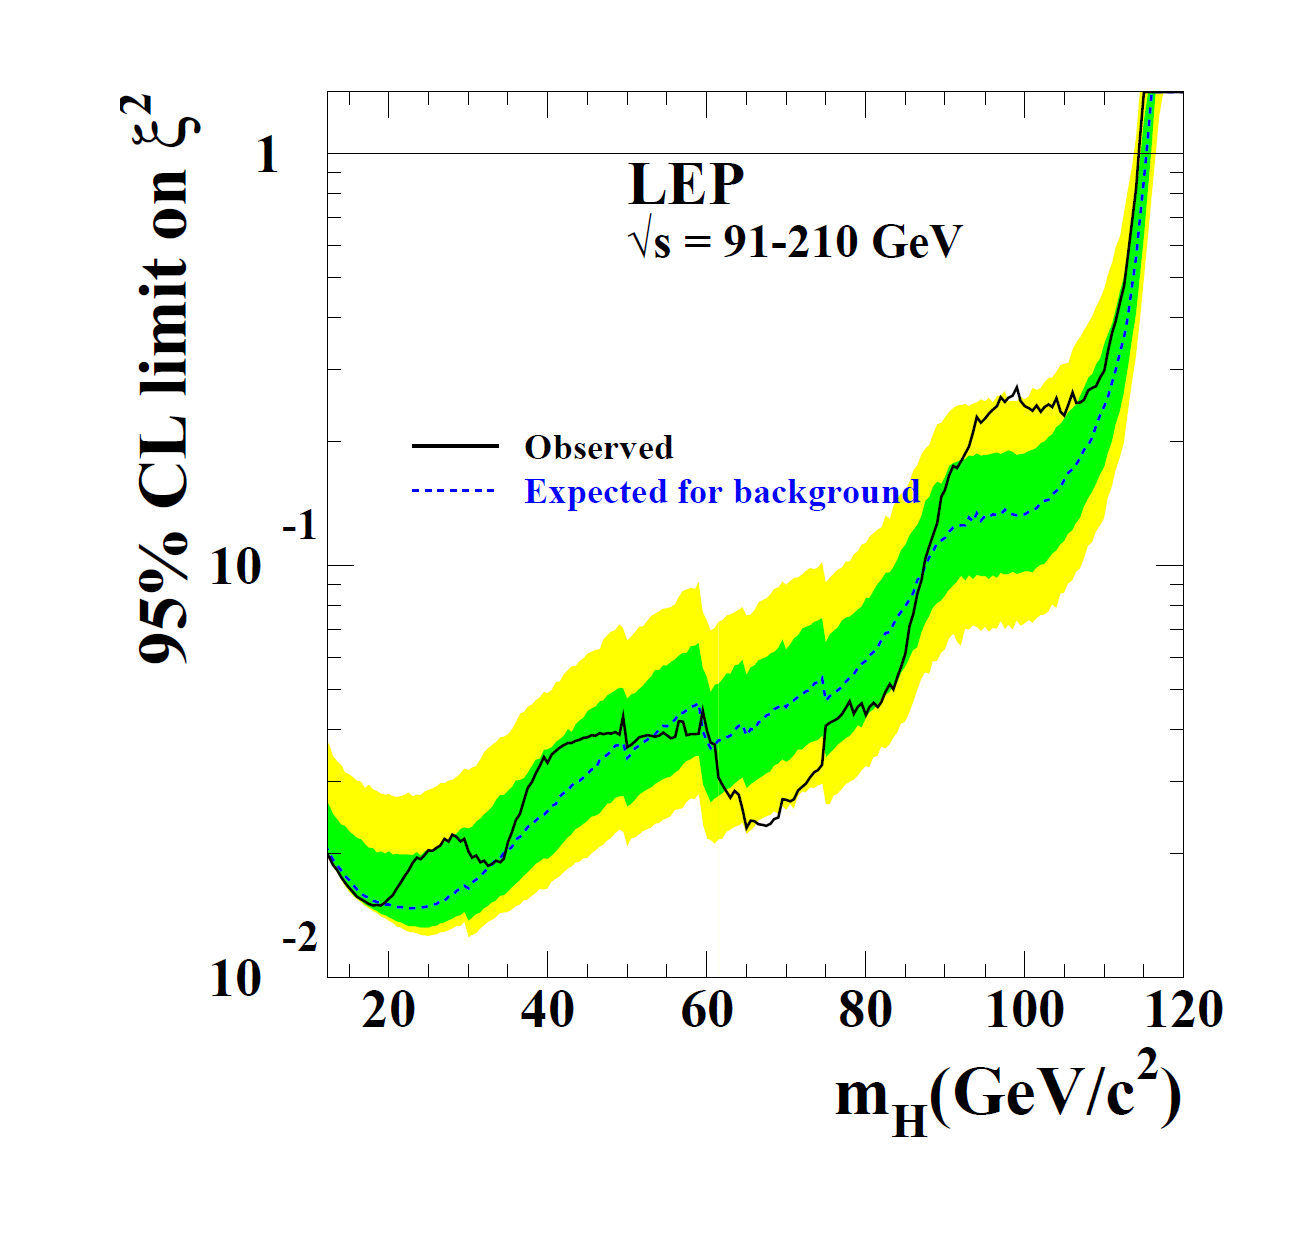 95% CL limit on ξ²
1
10⁻¹
10⁻²
LEP
√s = 91-210 GeV
Observed
Expected for background
20 40 60 80 100 120
m_H(GeV/c²)